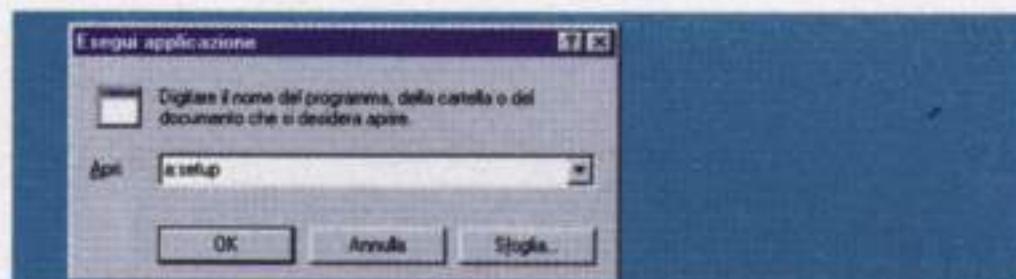 Esegui applicazione
Digitare il nome del programma, della cartella o del
documento che si desidera aprire.
Apri: a:setup
OK Annulla Sfoglia...